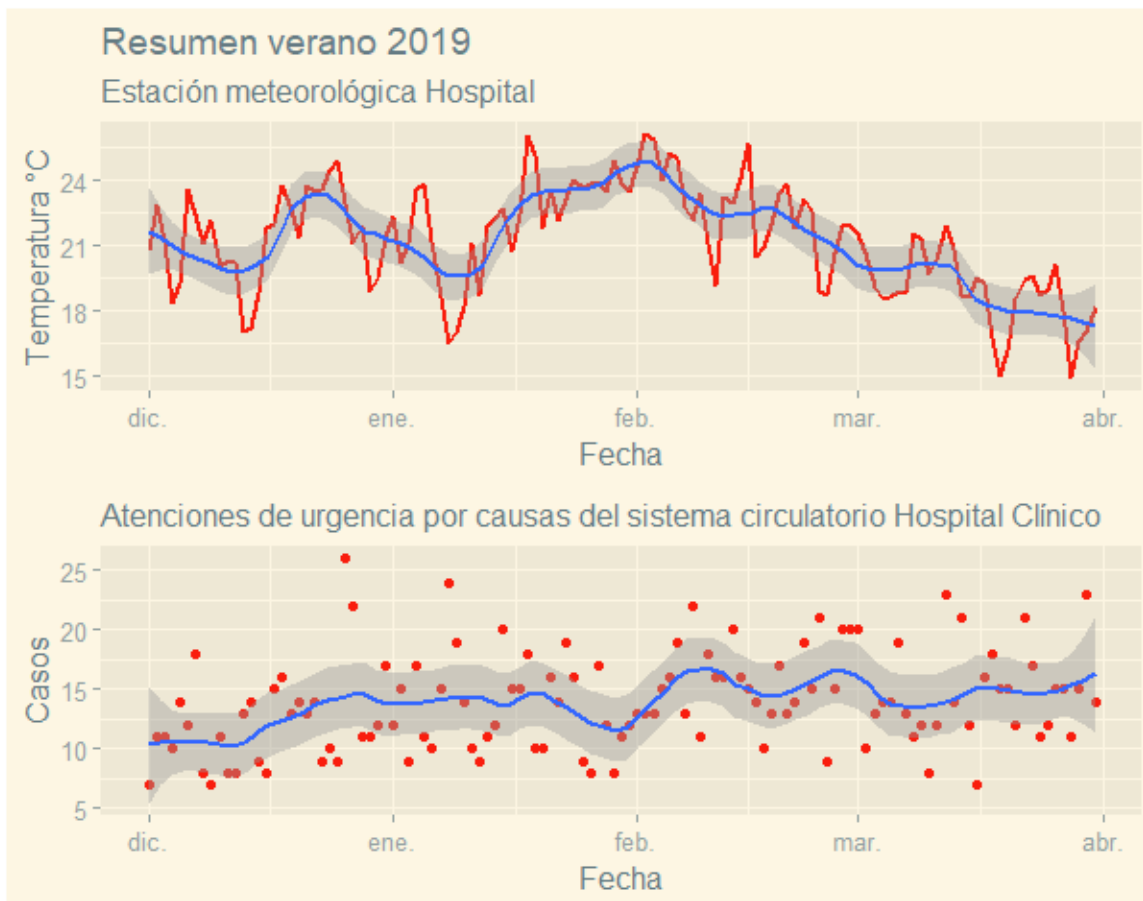 Resumen verano 2019
Estación meteorológica Hospital
Temperatura °C
24
21
18
15
dic.
ene.
feb.
mar.
abr.
Fecha
Atenciones de urgencia por causas del sistema circulatorio Hospital Clínico
Casos
25
20
15
10
5
dic.
ene.
feb.
mar.
abr.
Fecha